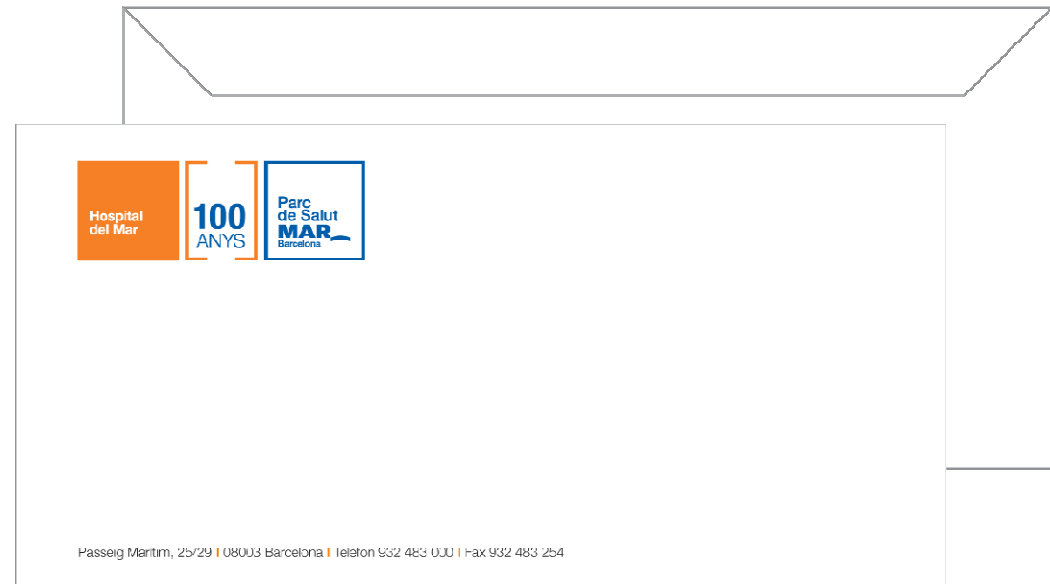 Hospital
del Mar
100
ANYS
Parc
de Salut
MAR
Barcelona
Passeig Marítim, 25/29 | 08003 Barcelona | Telèfon 932 483 000 | Fax 932 483 254